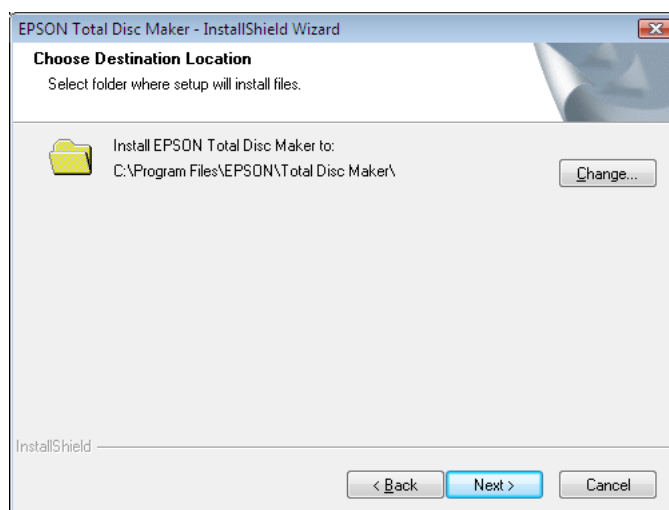 EPSON Total Disc Maker - InstallShield Wizard
Choose Destination Location
Select folder where setup will install files.
Install EPSON Total Disc Maker to:
C:\Program Files\EPSON\Total Disc Maker\
Change...
InstallShield
< Back
Next >
Cancel